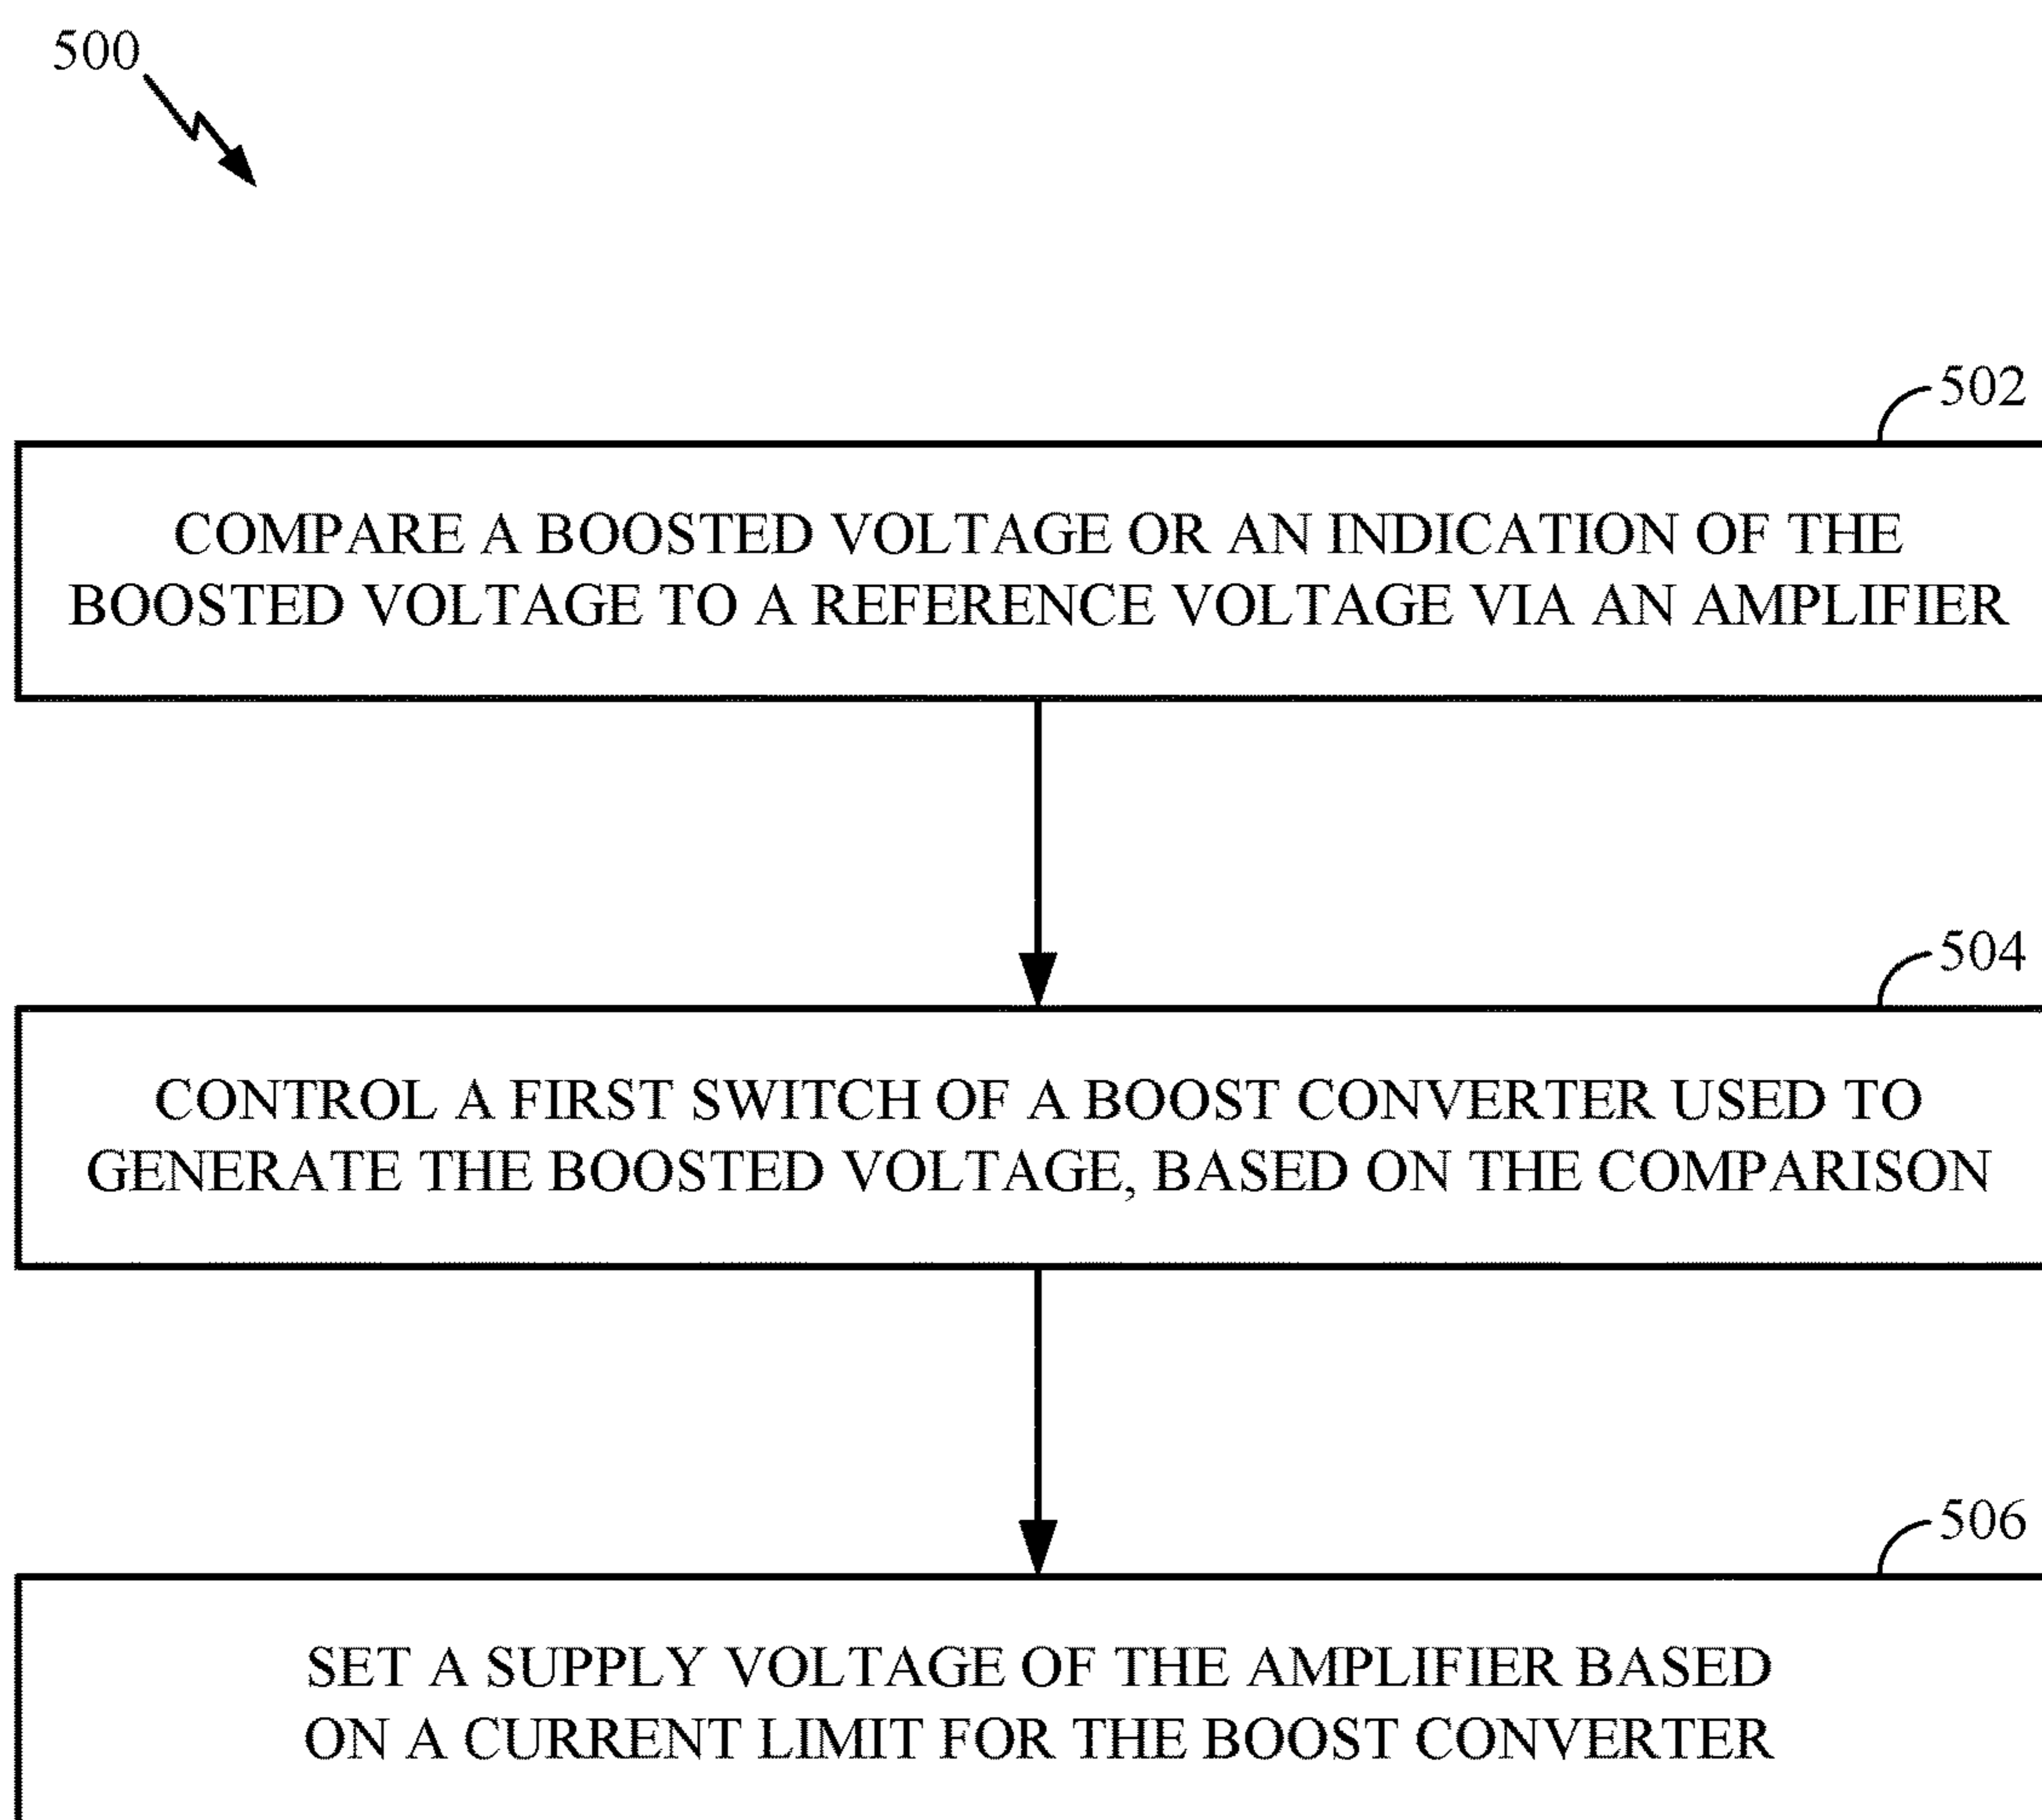 500
502
COMPARE A BOOSTED VOLTAGE OR AN INDICATION OF THE
BOOSTED VOLTAGE TO A REFERENCE VOLTAGE VIA AN AMPLIFIER
504
CONTROL A FIRST SWITCH OF A BOOST CONVERTER USED TO
GENERATE THE BOOSTED VOLTAGE, BASED ON THE COMPARISON
506
SET A SUPPLY VOLTAGE OF THE AMPLIFIER BASED
ON A CURRENT LIMIT FOR THE BOOST CONVERTER